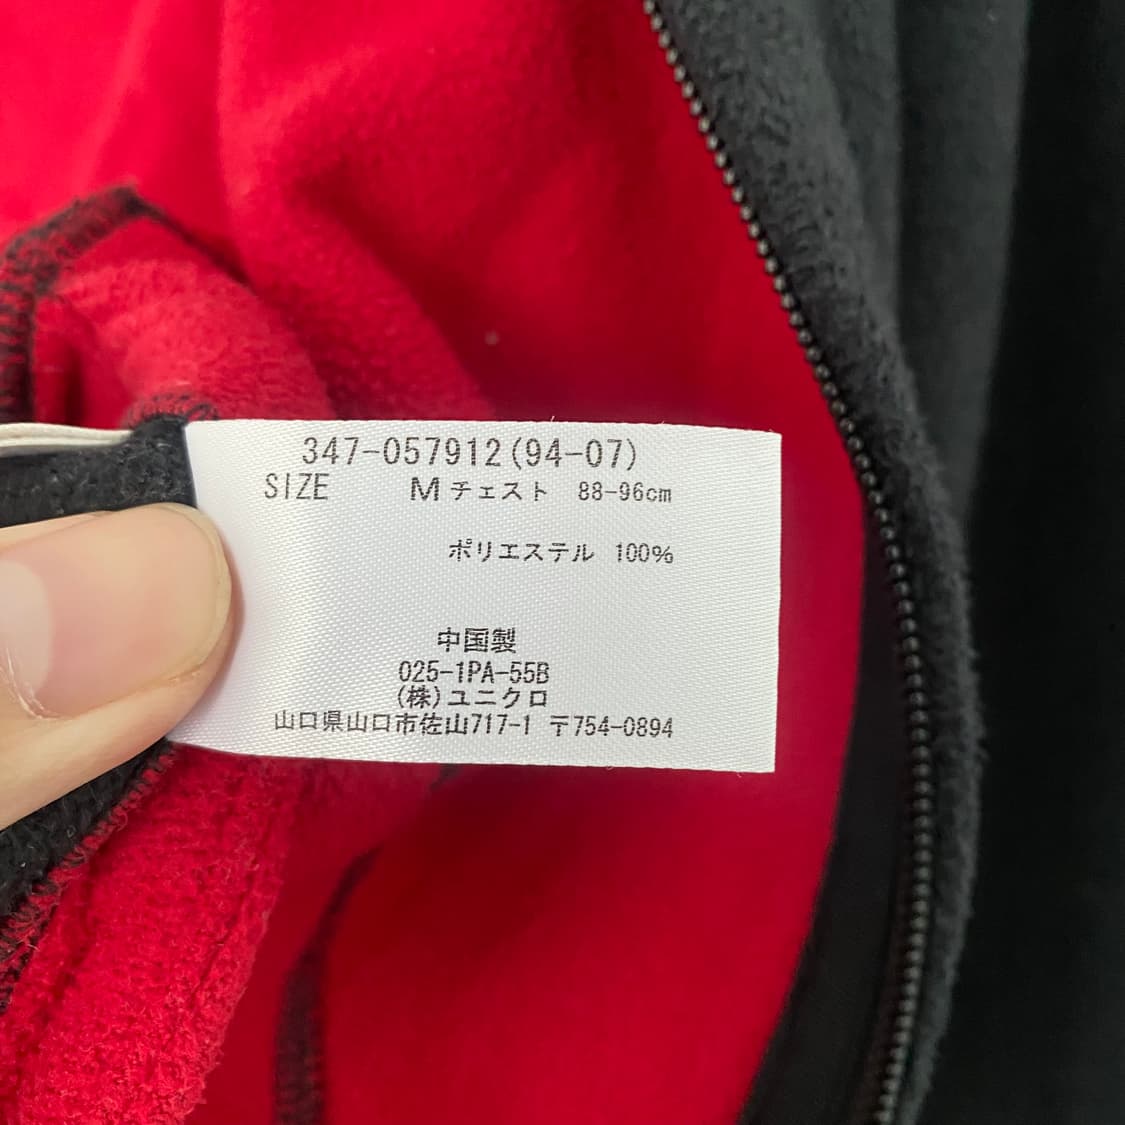 347-057912(94-07)
SIZE M チェスト 88-96cm
ポリエステル 100%
中国製
025-1PA-55B
(株)ユニクロ
山口県山口市佐山717-1 〒754-0894